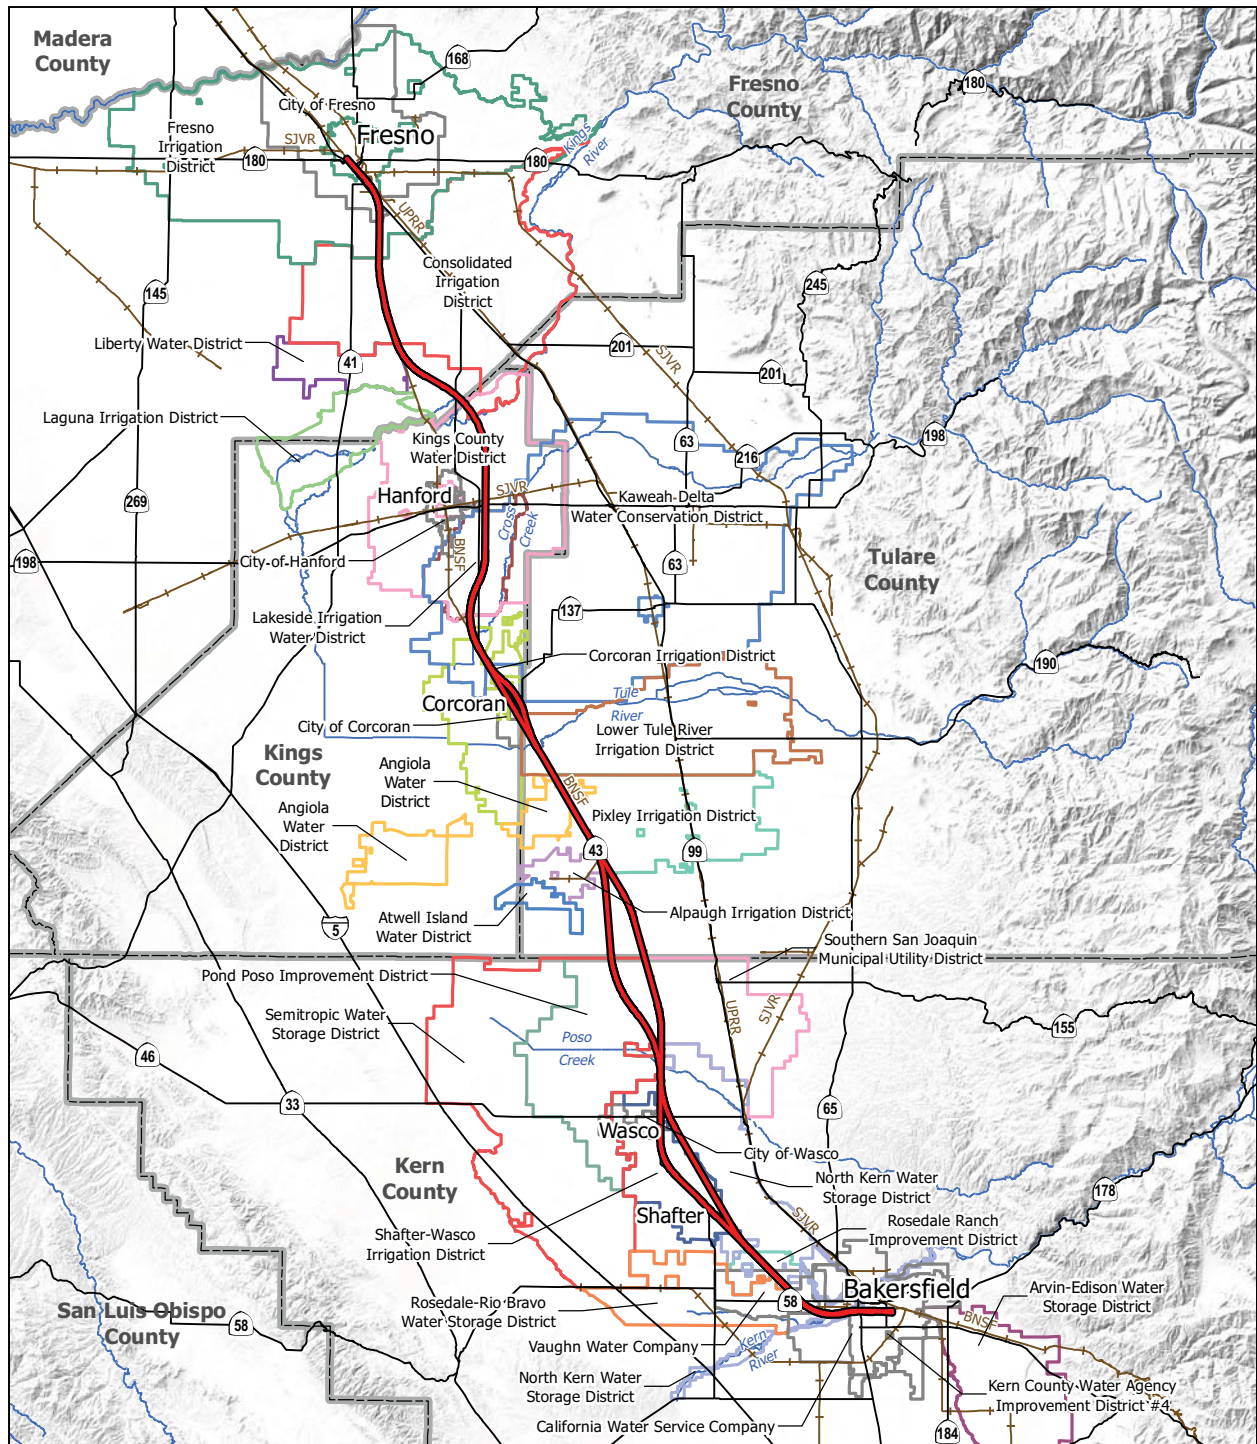 Madera
County
168
Fresno
County
180
City of Fresno
Fresno
Fresno
Irrigation
District
SJVR
180
180
Kings
River
UPRR
Consolidated
Irrigation
District
145
245
Liberty Water District
41
201
SJVR
201
Laguna Irrigation District
Kings County
Water District
63
198
216
Hanford
SJVR
269
Cross
Creek
Kaweah Delta
Water Conservation District
BNSF
198
City of Hanford
63
Tulare
County
Lakeside Irrigation
Water District
137
Corcoran Irrigation District
190
Corcoran
Tule
River
City of Corcoran
Lower Tule River
Irrigation District
Kings
County
Angiola
Water
District
BNSF
Angiola
Water
District
Pixley Irrigation District
43
99
Atwell Island
Water District
Alpaugh Irrigation District
5
Southern San Joaquin
Municipal Utility District
Pond Poso Improvement District
Semitropic Water
Storage District
UPRR
SJVR
155
Poso
Creek
46
33
65
Wasco
City of Wasco
Kern
County
North Kern Water
Storage District
178
Shafter
SJVR
Shafter-Wasco
Irrigation District
Rosedale Ranch
Improvement District
Bakersfield
Arvin-Edison Water
Storage District
San Luis Obispo
County
58
Rosedale-Rio Bravo
Water Storage District
58
BNSF
Vaughn Water Company
Kern
River
North Kern Water
Storage District
Kern County Water Agency
Improvement District #4
California Water Service Company
184